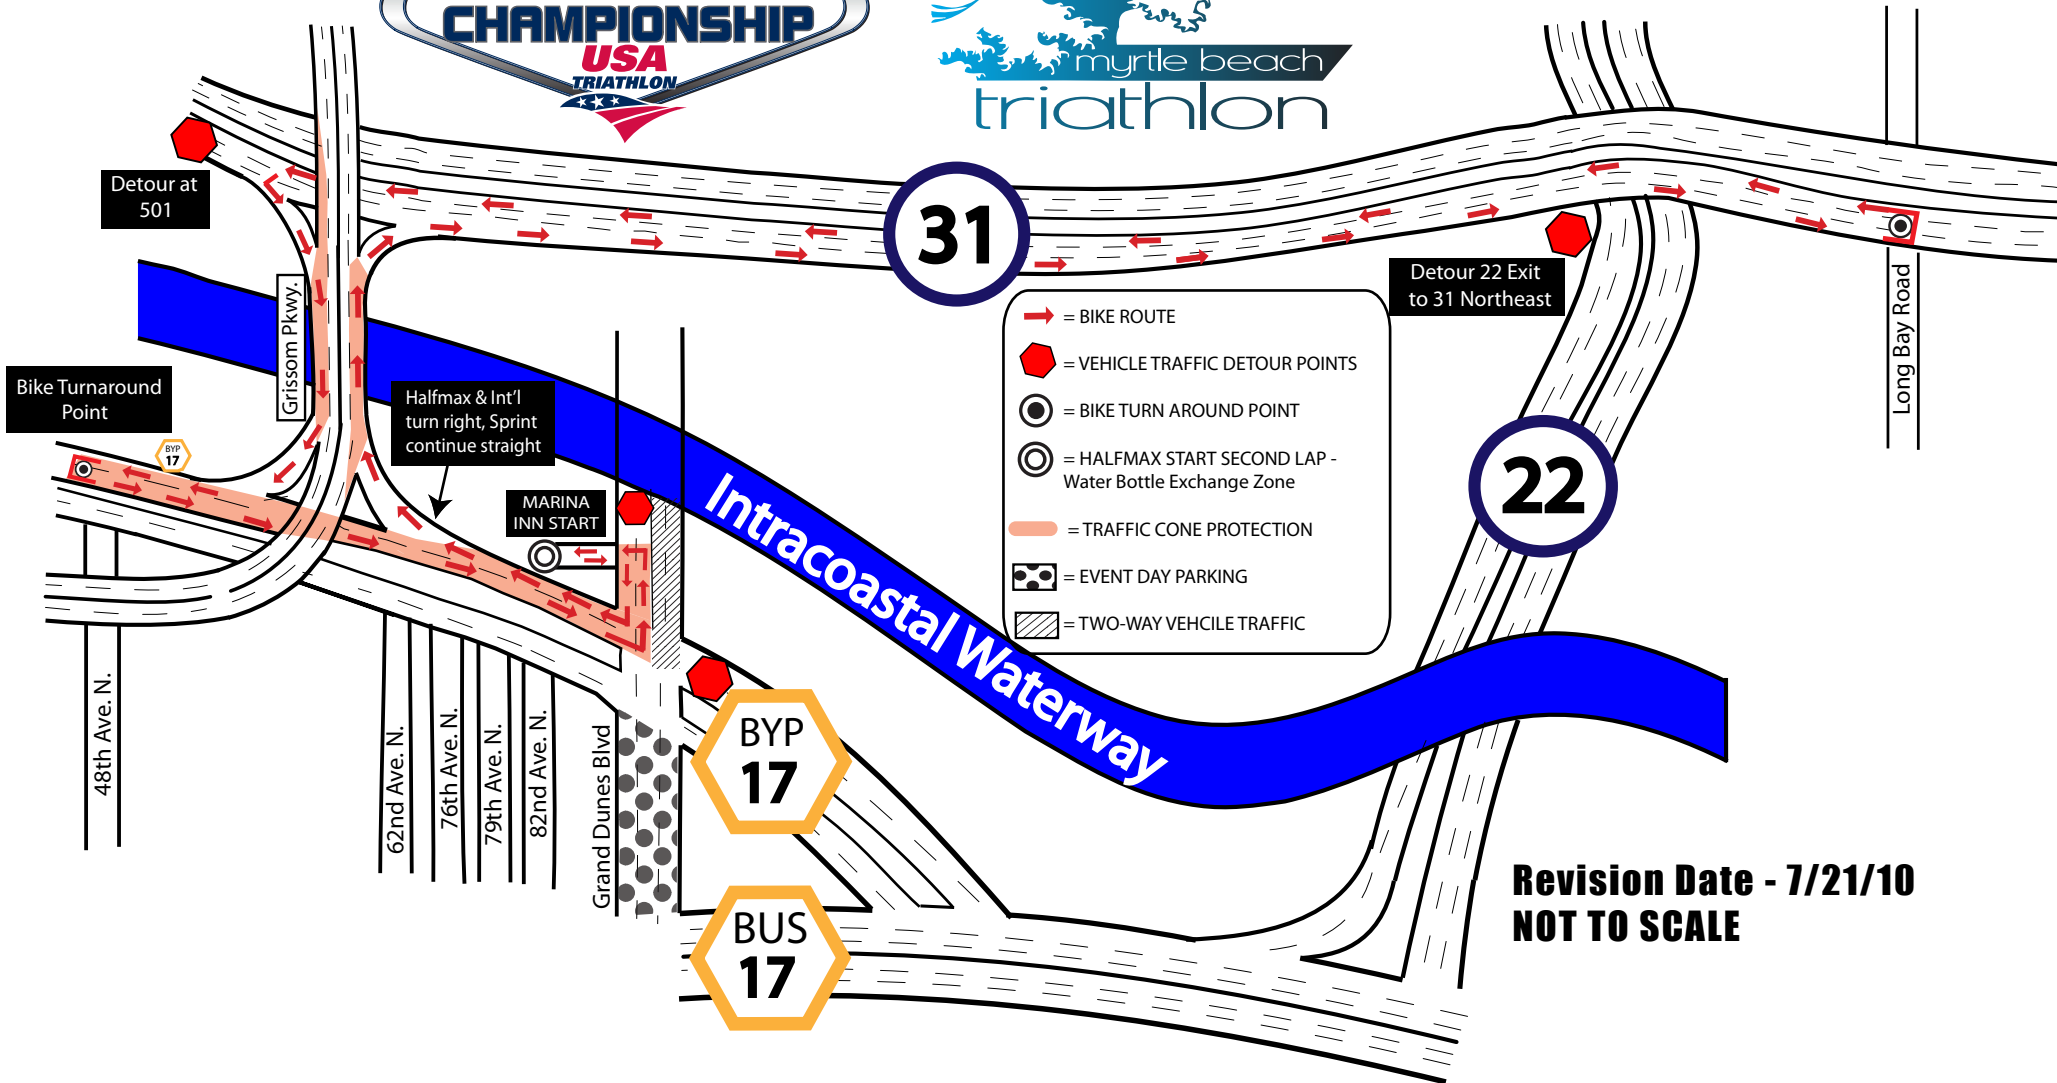 CHAMPIONSHIP
USA
TRIATHLON
myrtle beach
triathlon
Detour at
501
31
Detour 22 Exit
to 31 Northeast
Long Bay Road
Grissom Pkwy.
Bike Turnaround
Point
BYP
17
Halfmax & Int'l
turn right, Sprint
continue straight
MARINA
INN START
= BIKE ROUTE
= VEHICLE TRAFFIC DETOUR POINTS
= BIKE TURN AROUND POINT
= HALFMAX START SECOND LAP -
Water Bottle Exchange Zone
= TRAFFIC CONE PROTECTION
= EVENT DAY PARKING
= TWO-WAY VEHCILE TRAFFIC
22
Intracoastal Waterway
48th Ave. N.
62nd Ave. N.
76th Ave. N.
79th Ave. N.
82nd Ave. N.
Grand Dunes Blvd
BYP
17
BUS
17
Revision Date - 7/21/10
NOT TO SCALE